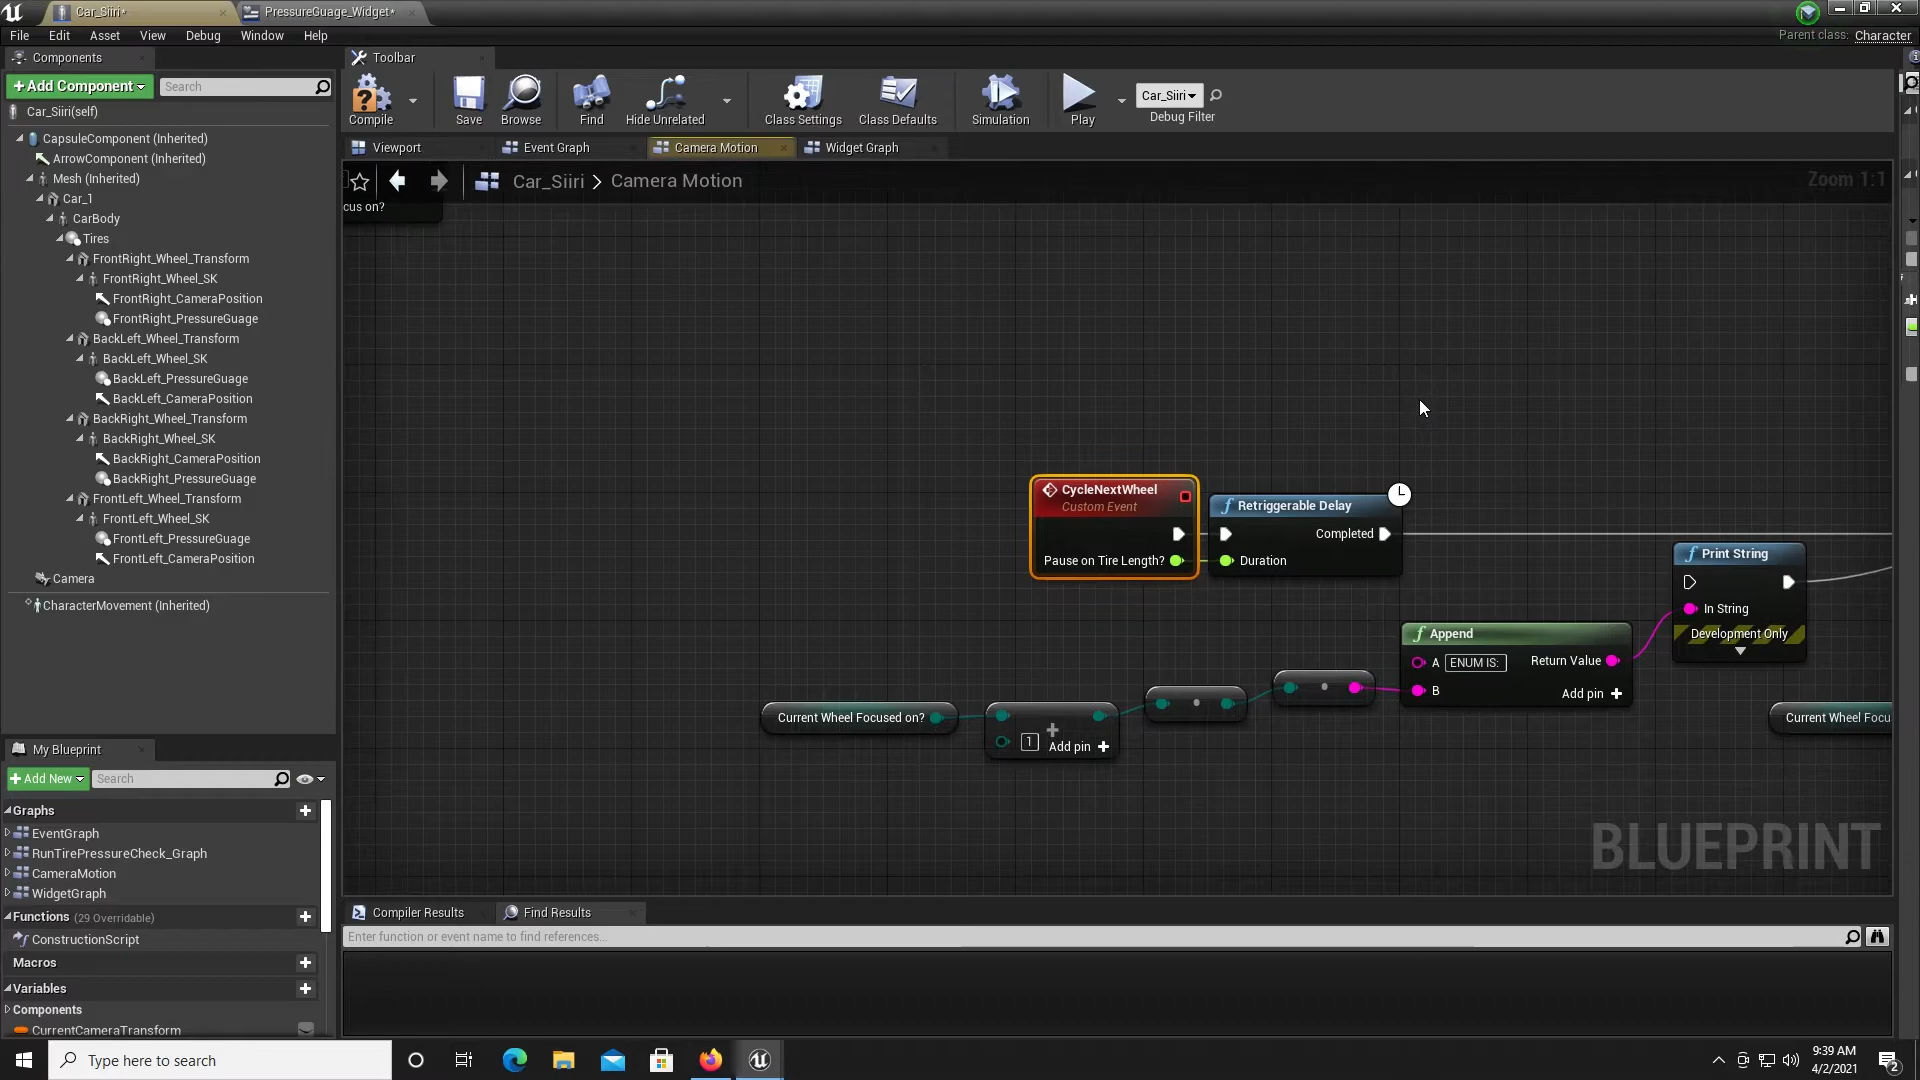 Car_Siiri*
PressureGuage_Widget*
File Edit Asset View Debug Window Help
Parent class: Character
Components
Toolbar
+Add Component
Search
Car_Siiri(self)
CapsuleComponent (Inherited)
ArrowComponent (Inherited)
Mesh (Inherited)
Car_1
CarBody
Tires
FrontRight_Wheel_Transform
FrontRight_Wheel_SK
FrontRight_CameraPosition
FrontRight_PressureGuage
BackLeft_Wheel_Transform
BackLeft_Wheel_SK
BackLeft_PressureGuage
BackLeft_CameraPosition
BackRight_Wheel_Transform
BackRight_Wheel_SK
BackRight_CameraPosition
BackRight_PressureGuage
FrontLeft_Wheel_Transform
FrontLeft_Wheel_SK
FrontLeft_PressureGuage
FrontLeft_CameraPosition
Camera
CharacterMovement (Inherited)
Compile Save Browse Find Hide Unrelated Class Settings Class Defaults Simulation Play
Car_Siiri
Debug Filter
Viewport Event Graph Camera Motion Widget Graph
Car_Siiri > Camera Motion
Zoom 1:1
cus on?
CycleNextWheel
Custom Event
Pause on Tire Length?
Retriggerable Delay
Completed
Duration
Print String
In String
Development Only
Append
A ENUM IS: Return Value
B Add pin +
Current Wheel Focused on?
1 Add pin +
Current Wheel Focu
BLUEPRINT
My Blueprint
+Add New
Search
Graphs
EventGraph
RunTirePressureCheck_Graph
CameraMotion
WidgetGraph
Functions (29 Overridable)
ConstructionScript
Macros
Variables
Components
CurrentCameraTransform
Compiler Results
Find Results
Enter function or event name to find references...
Type here to search
9:39 AM
4/2/2021
2